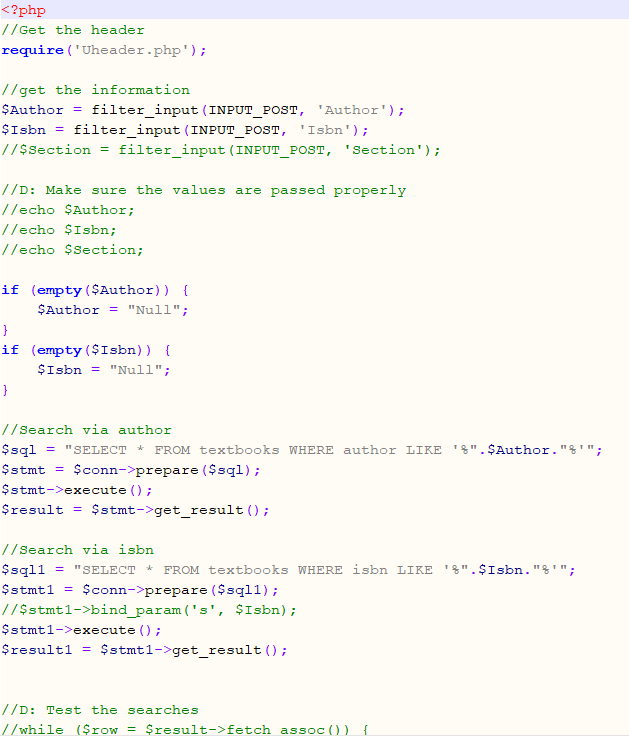 <?php
//Get the header
require('Uheader.php');
//get the information
$Author = filter_input(INPUT_POST, 'Author');
$Isbn = filter_input(INPUT_POST, 'Isbn');
//$Section = filter_input(INPUT_POST, 'Section');
//D: Make sure the values are passed properly
//echo $Author;
//echo $Isbn;
//echo $Section;
if (empty($Author)) {
    $Author = "Null";
}
if (empty($Isbn)) {
    $Isbn = "Null";
}
//Search via author
$sql = "SELECT * FROM textbooks WHERE author LIKE '%".$Author."%'";
$stmt = $conn->prepare($sql);
$stmt->execute();
$result = $stmt->get_result();
//Search via isbn
$sql1 = "SELECT * FROM textbooks WHERE isbn LIKE '%".$Isbn."%'";
$stmt1 = $conn->prepare($sql1);
//$stmt1->bind_param('s', $Isbn);
$stmt1->execute();
$result1 = $stmt1->get_result();
//D: Test the searches
//while ($row = $result->fetch_assoc()) {